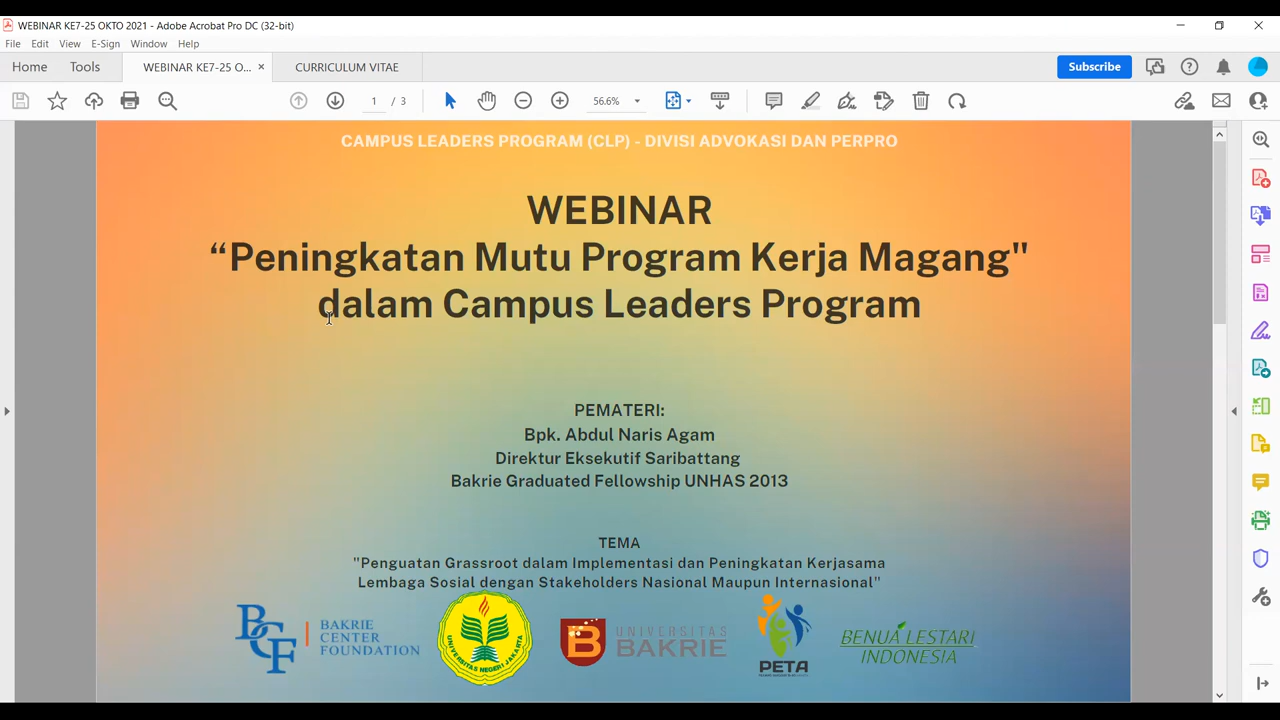 WEBINAR KE7-25 OKTO 2021 - Adobe Acrobat Pro DC (32-bit)
File Edit View E-Sign Window Help
Home Tools WEBINAR KE7-25 O... × CURRICULUM VITAE Subscribe
1 / 3 56.6%
CAMPUS LEADERS PROGRAM (CLP) - DIVISI ADVOKASI DAN PERPRO
WEBINAR
“Peningkatan Mutu Program Kerja Magang"
dalam Campus Leaders Program
PEMATERI:
Bpk. Abdul Naris Agam
Direktur Eksekutif Saribattang
Bakrie Graduated Fellowship UNHAS 2013
TEMA
"Penguatan Grassroot dalam Implementasi dan Peningkatan Kerjasama
Lembaga Sosial dengan Stakeholders Nasional Maupun Internasional"
BCF
BAKRIE
CENTER
FOUNDATION
UNIVERSITAS NEGERI JAKARTA
B
UNIVERSITAS
BAKRIE
PETA
BENUA LESTARI
INDONESIA